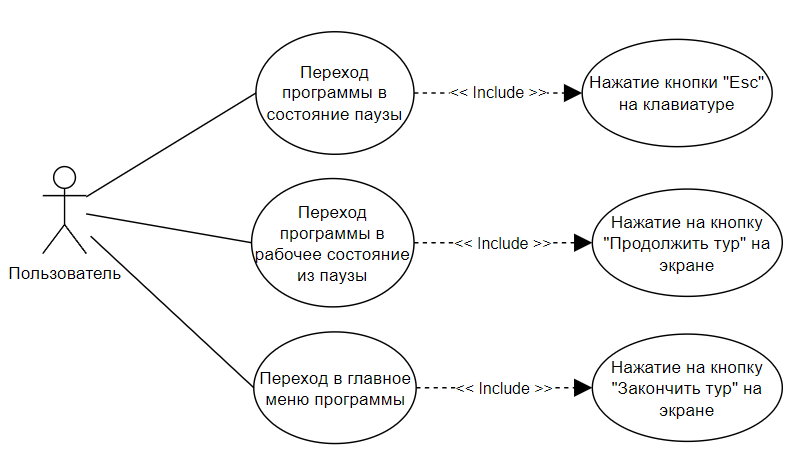 Переход
программы в
состояние паузы
<< Include >>
Нажатие кнопки "Esc"
на клавиатуре
Пользователь
Переход
программы в
рабочее состояние
из паузы
<< Include >>
Нажатие на кнопку
"Продолжить тур" на
экране
Переход в главное
меню программы
<< Include >>
Нажатие на кнопку
"Закончить тур" на
экране